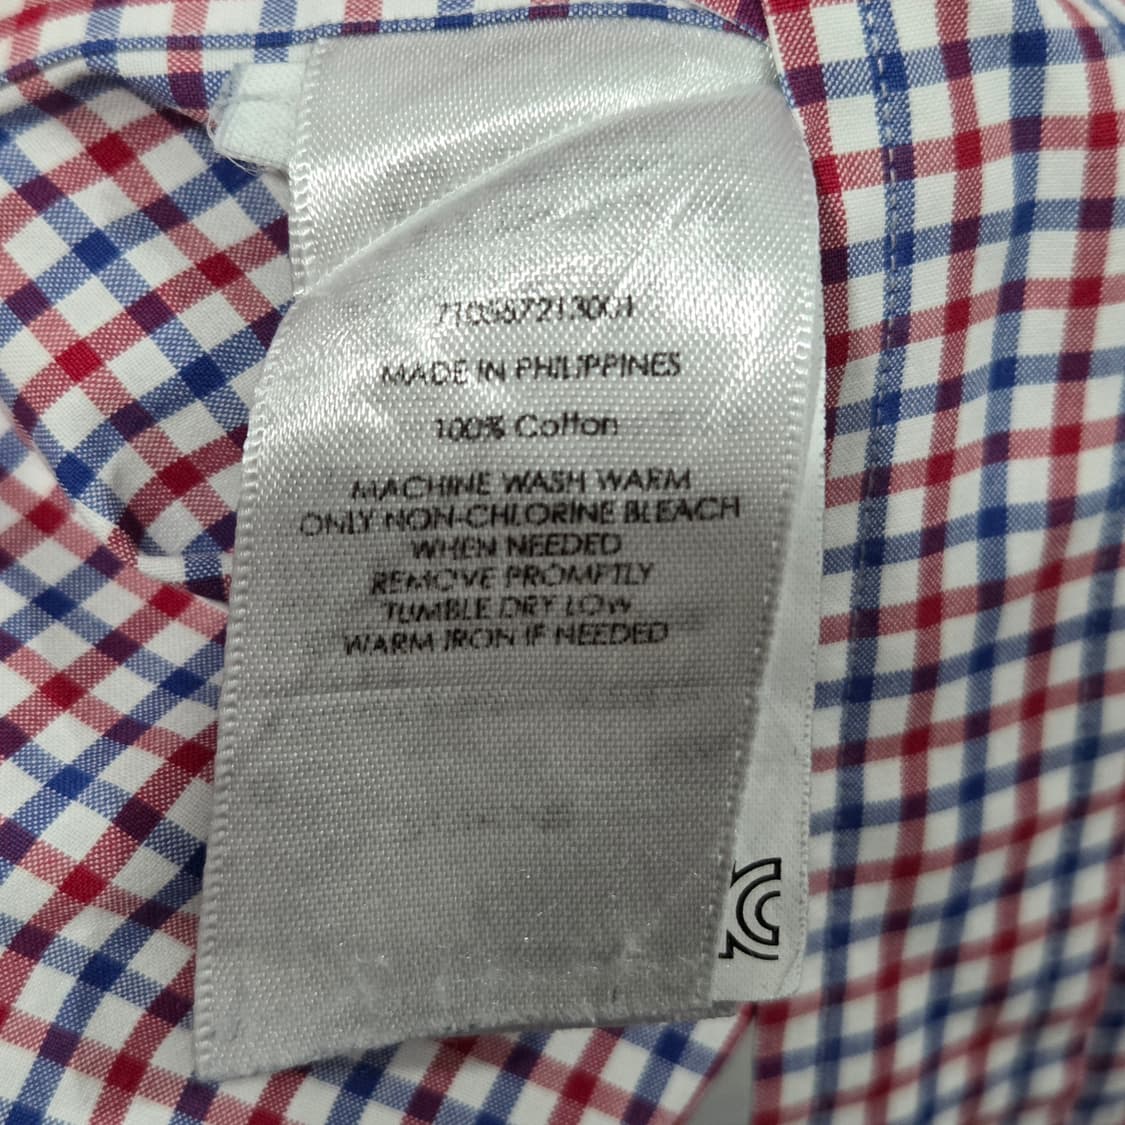 710567213001
MADE IN PHILIPPINES
100% Cotton
MACHINE WASH WARM
ONLY NON-CHLORINE BLEACH
WHEN NEEDED
REMOVE PROMPTLY
TUMBLE DRY LOW
WARM IRON IF NEEDED